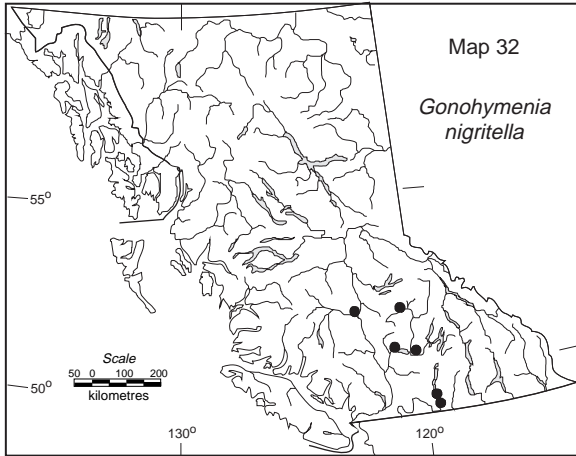 Map 32
Gonohymenia
nigritella
55°
50°
Scale
50 0 100 200
kilometres
130°
120°